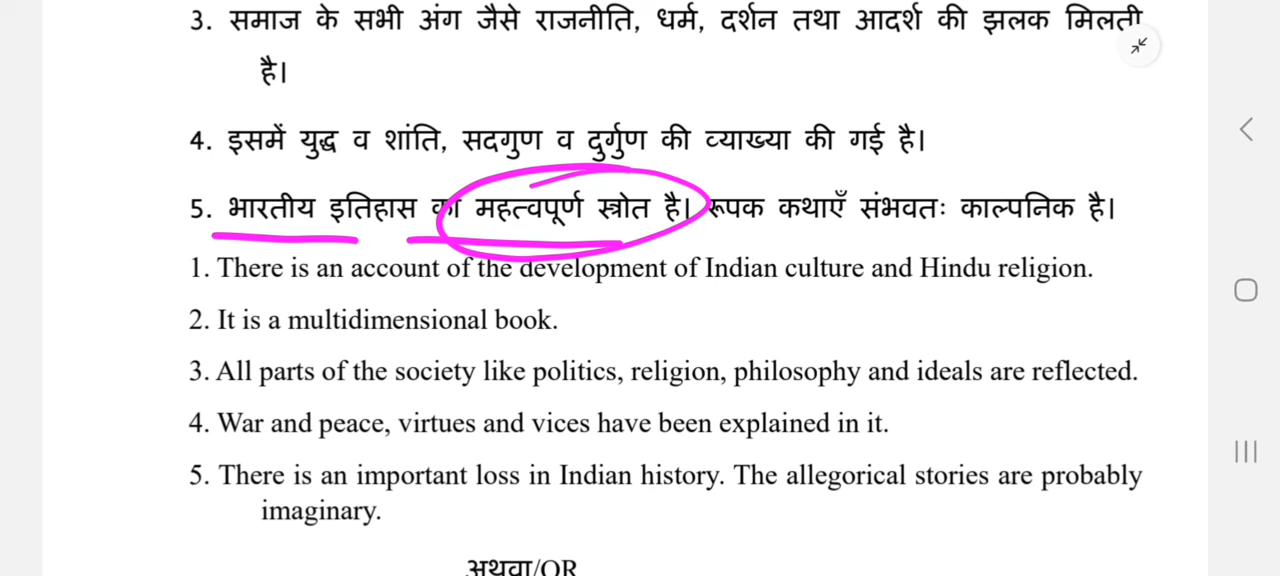 3. समाज के सभी अंग जैसे राजनीति, धर्म, दर्शन तथा आदर्श की झलक मिलती
है।
4. इसमें युद्ध व शांति, सदगुण व दुर्गुण की व्याख्या की गई है।
5. भारतीय इतिहास का महत्वपूर्ण स्त्रोत है। रूपक कथाएँ संभवतः काल्पनिक है।
1. There is an account of the development of Indian culture and Hindu religion.
2. It is a multidimensional book.
3. All parts of the society like politics, religion, philosophy and ideals are reflected.
4. War and peace, virtues and vices have been explained in it.
5. There is an important loss in Indian history. The allegorical stories are probably
imaginary.
अथवा/OR